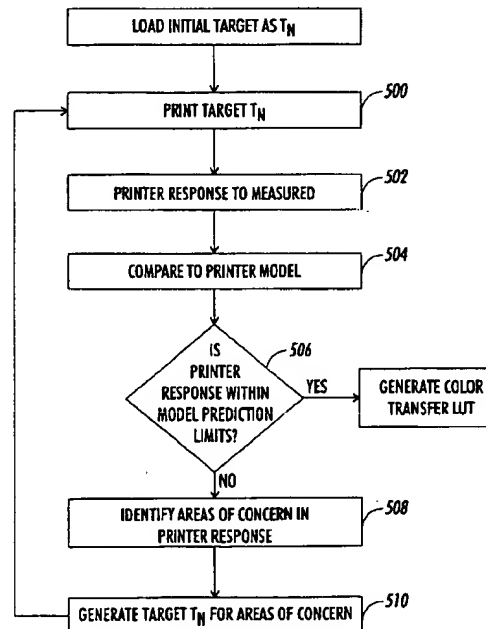 LOAD INITIAL TARGET AS TN
500
PRINT TARGET TN
502
PRINTER RESPONSE TO MEASURED
504
COMPARE TO PRINTER MODEL
506
IS
PRINTER
RESPONSE WITHIN
MODEL PREDICTION
LIMITS?
YES
GENERATE COLOR
TRANSFER LUT
NO
508
IDENTIFY AREAS OF CONCERN IN
PRINTER RESPONSE
510
GENERATE TARGET TN FOR AREAS OF CONCERN